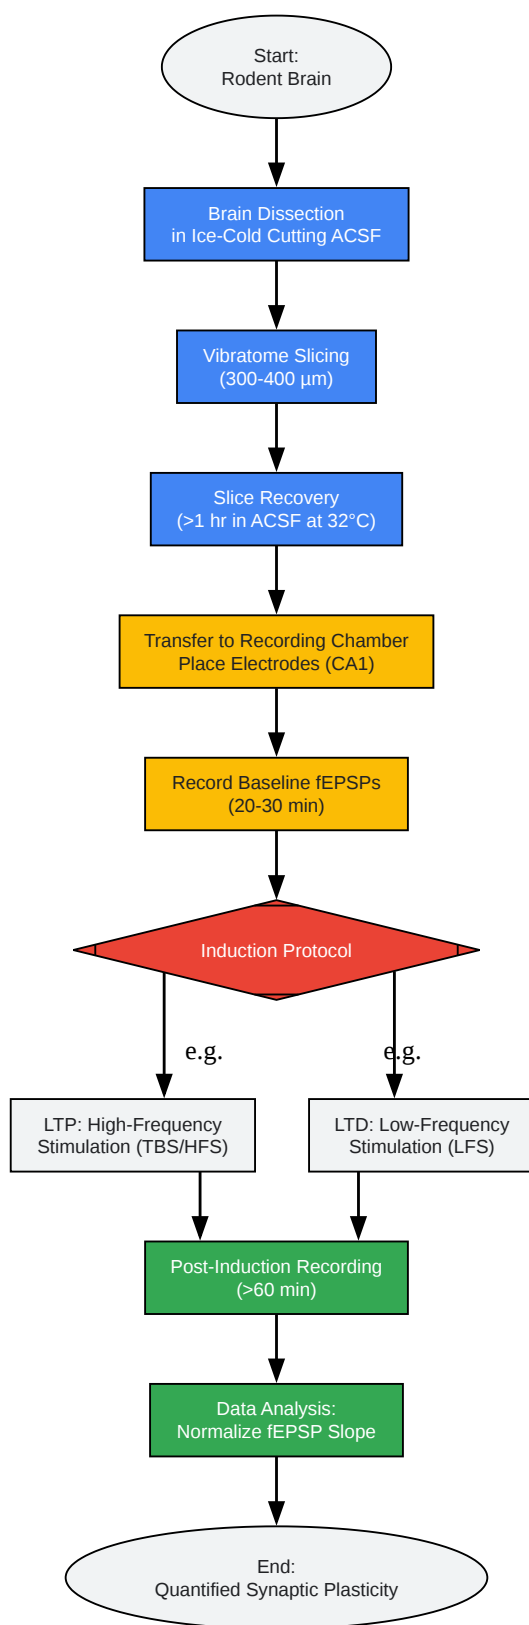 Start:
Rodent Brain
Brain Dissection
in Ice-Cold Cutting ACSF
Vibratome Slicing
(300-400 µm)
Slice Recovery
(>1 hr in ACSF at 32°C)
Transfer to Recording Chamber
Place Electrodes (CA1)
Record Baseline fEPSPs
(20-30 min)
Induction Protocol
e.g.
e.g.
LTP: High-Frequency
Stimulation (TBS/HFS)
LTD: Low-Frequency
Stimulation (LFS)
Post-Induction Recording
(>60 min)
Data Analysis:
Normalize fEPSP Slope
End:
Quantified Synaptic Plasticity